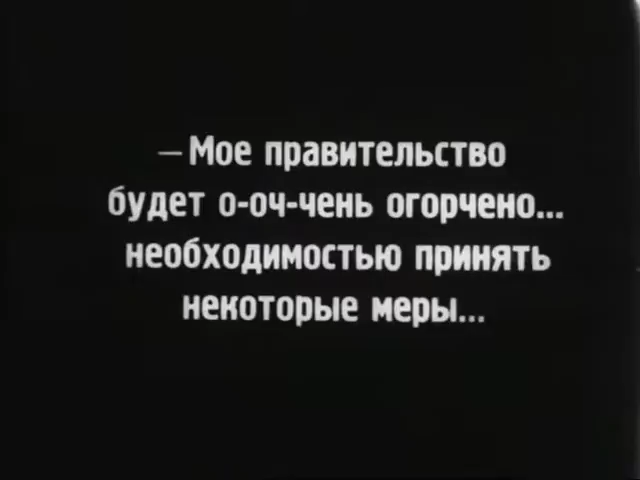 – Мое правительство
будет о-оч-чень огорчено...
необходимостью принять
некоторые меры...